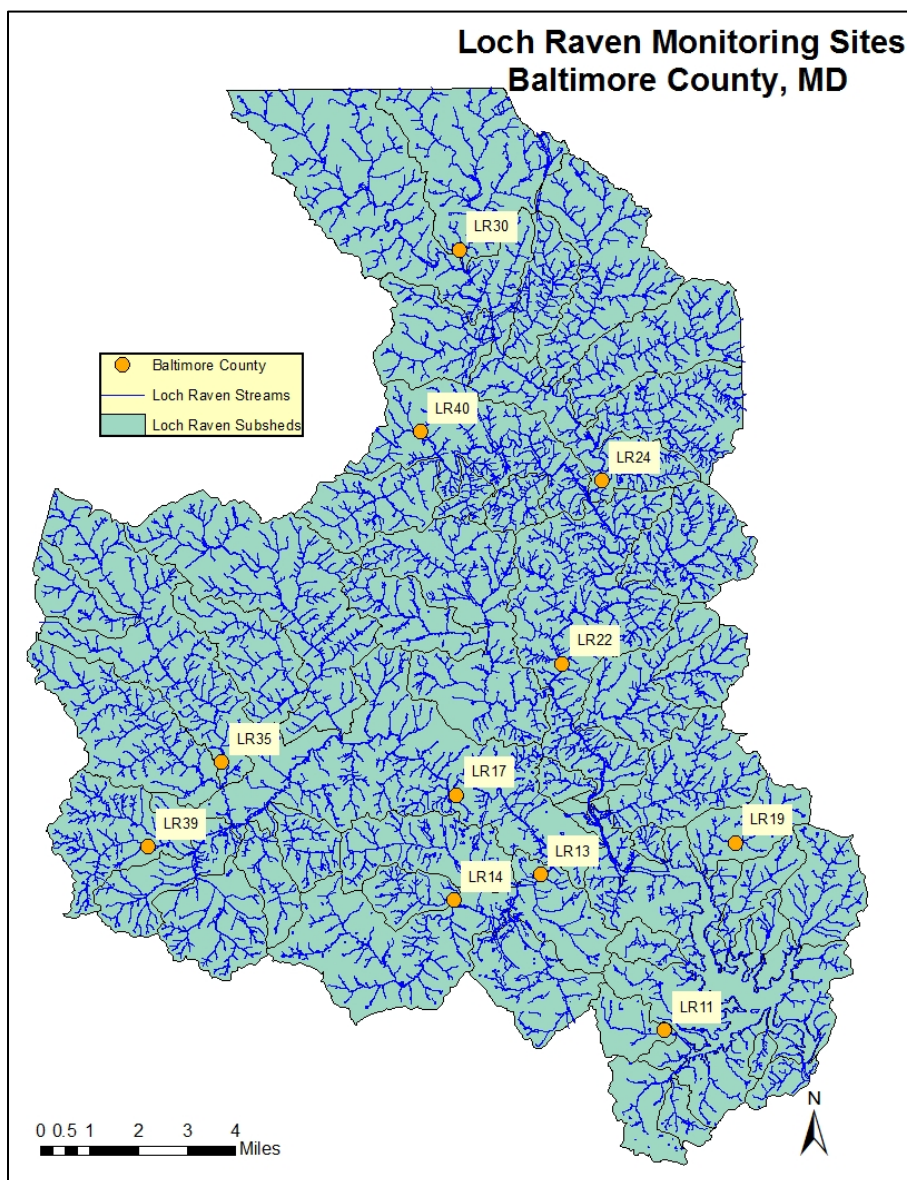 Loch Raven Monitoring Sites
Baltimore County, MD
LR30
Baltimore County
Loch Raven Streams
Loch Raven Subsheds
LR40
LR24
LR22
LR35
LR17
LR39
LR19
LR13
LR14
LR11
N
0 0.5 1 2 3 4
Miles